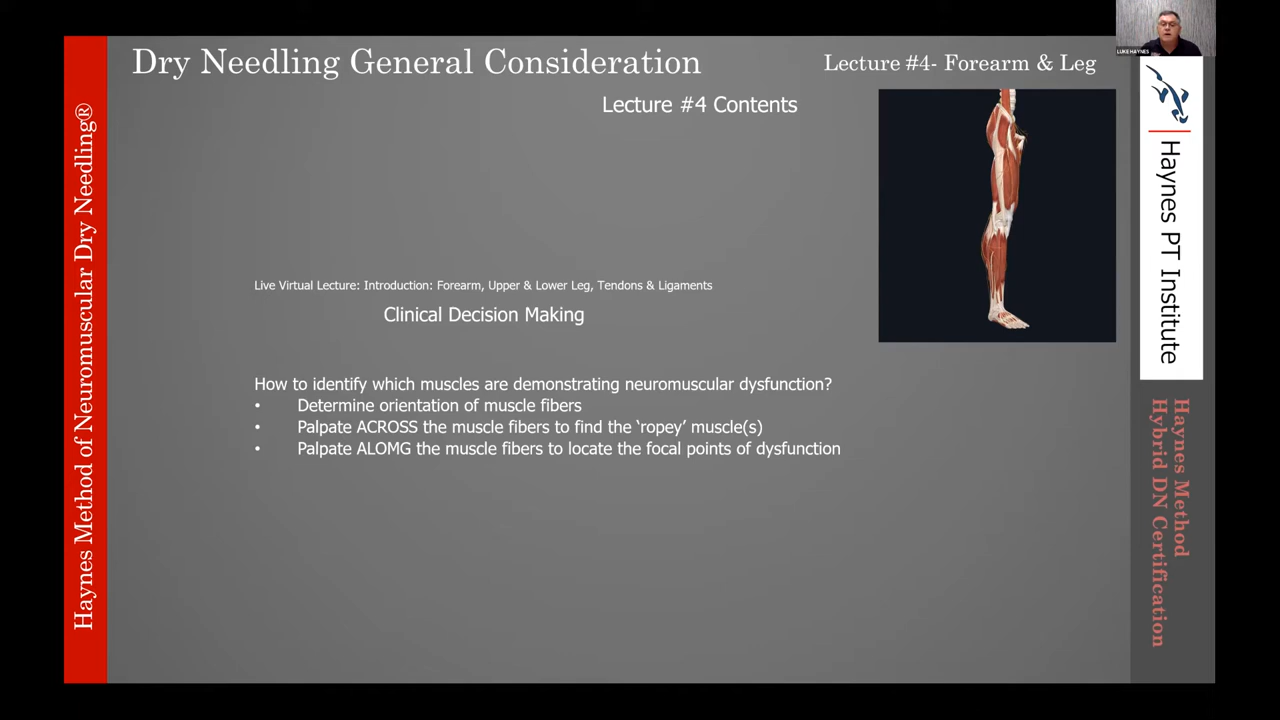 LUKE HAYNES
Dry Needling General Consideration
Lecture #4- Forearm & Leg
Lecture #4 Contents
Haynes Method of Neuromuscular Dry Needling®
Live Virtual Lecture: Introduction: Forearm, Upper & Lower Leg, Tendons & Ligaments
Clinical Decision Making
How to identify which muscles are demonstrating neuromuscular dysfunction?
• Determine orientation of muscle fibers
• Palpate ACROSS the muscle fibers to find the ‘ropey’ muscle(s)
• Palpate ALOMG the muscle fibers to locate the focal points of dysfunction
Haynes PT Institute
Haynes Method
Hybrid DN Certification